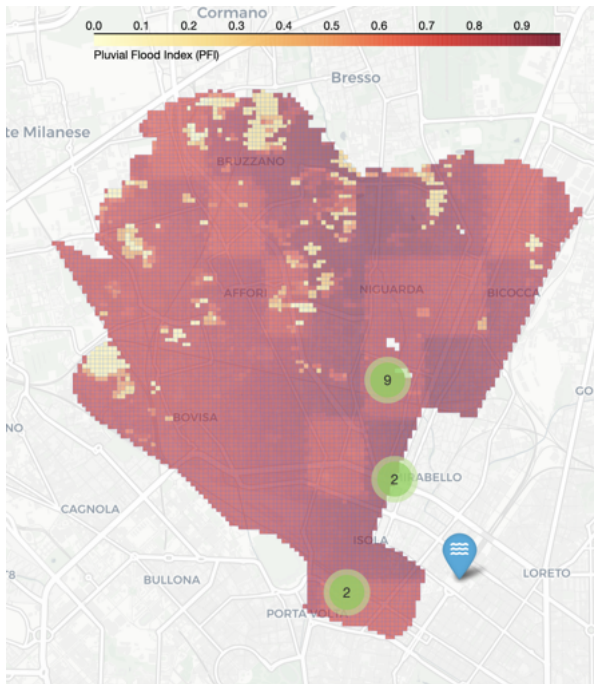 Cormano
0.0 0.1 0.2 0.3 0.4 0.5 0.6 0.7 0.8 0.9
Pluvial Flood Index (PFI)
Bresso
te Milanese
BRUZZANO
AFFORI
NIGUARDA
BICOCCA
9
GO
BOVISA
NO
2
RABELLO
CAGNOLA
ISOLA
78
BULLONA
LORETO
2
PORTA VOLTA